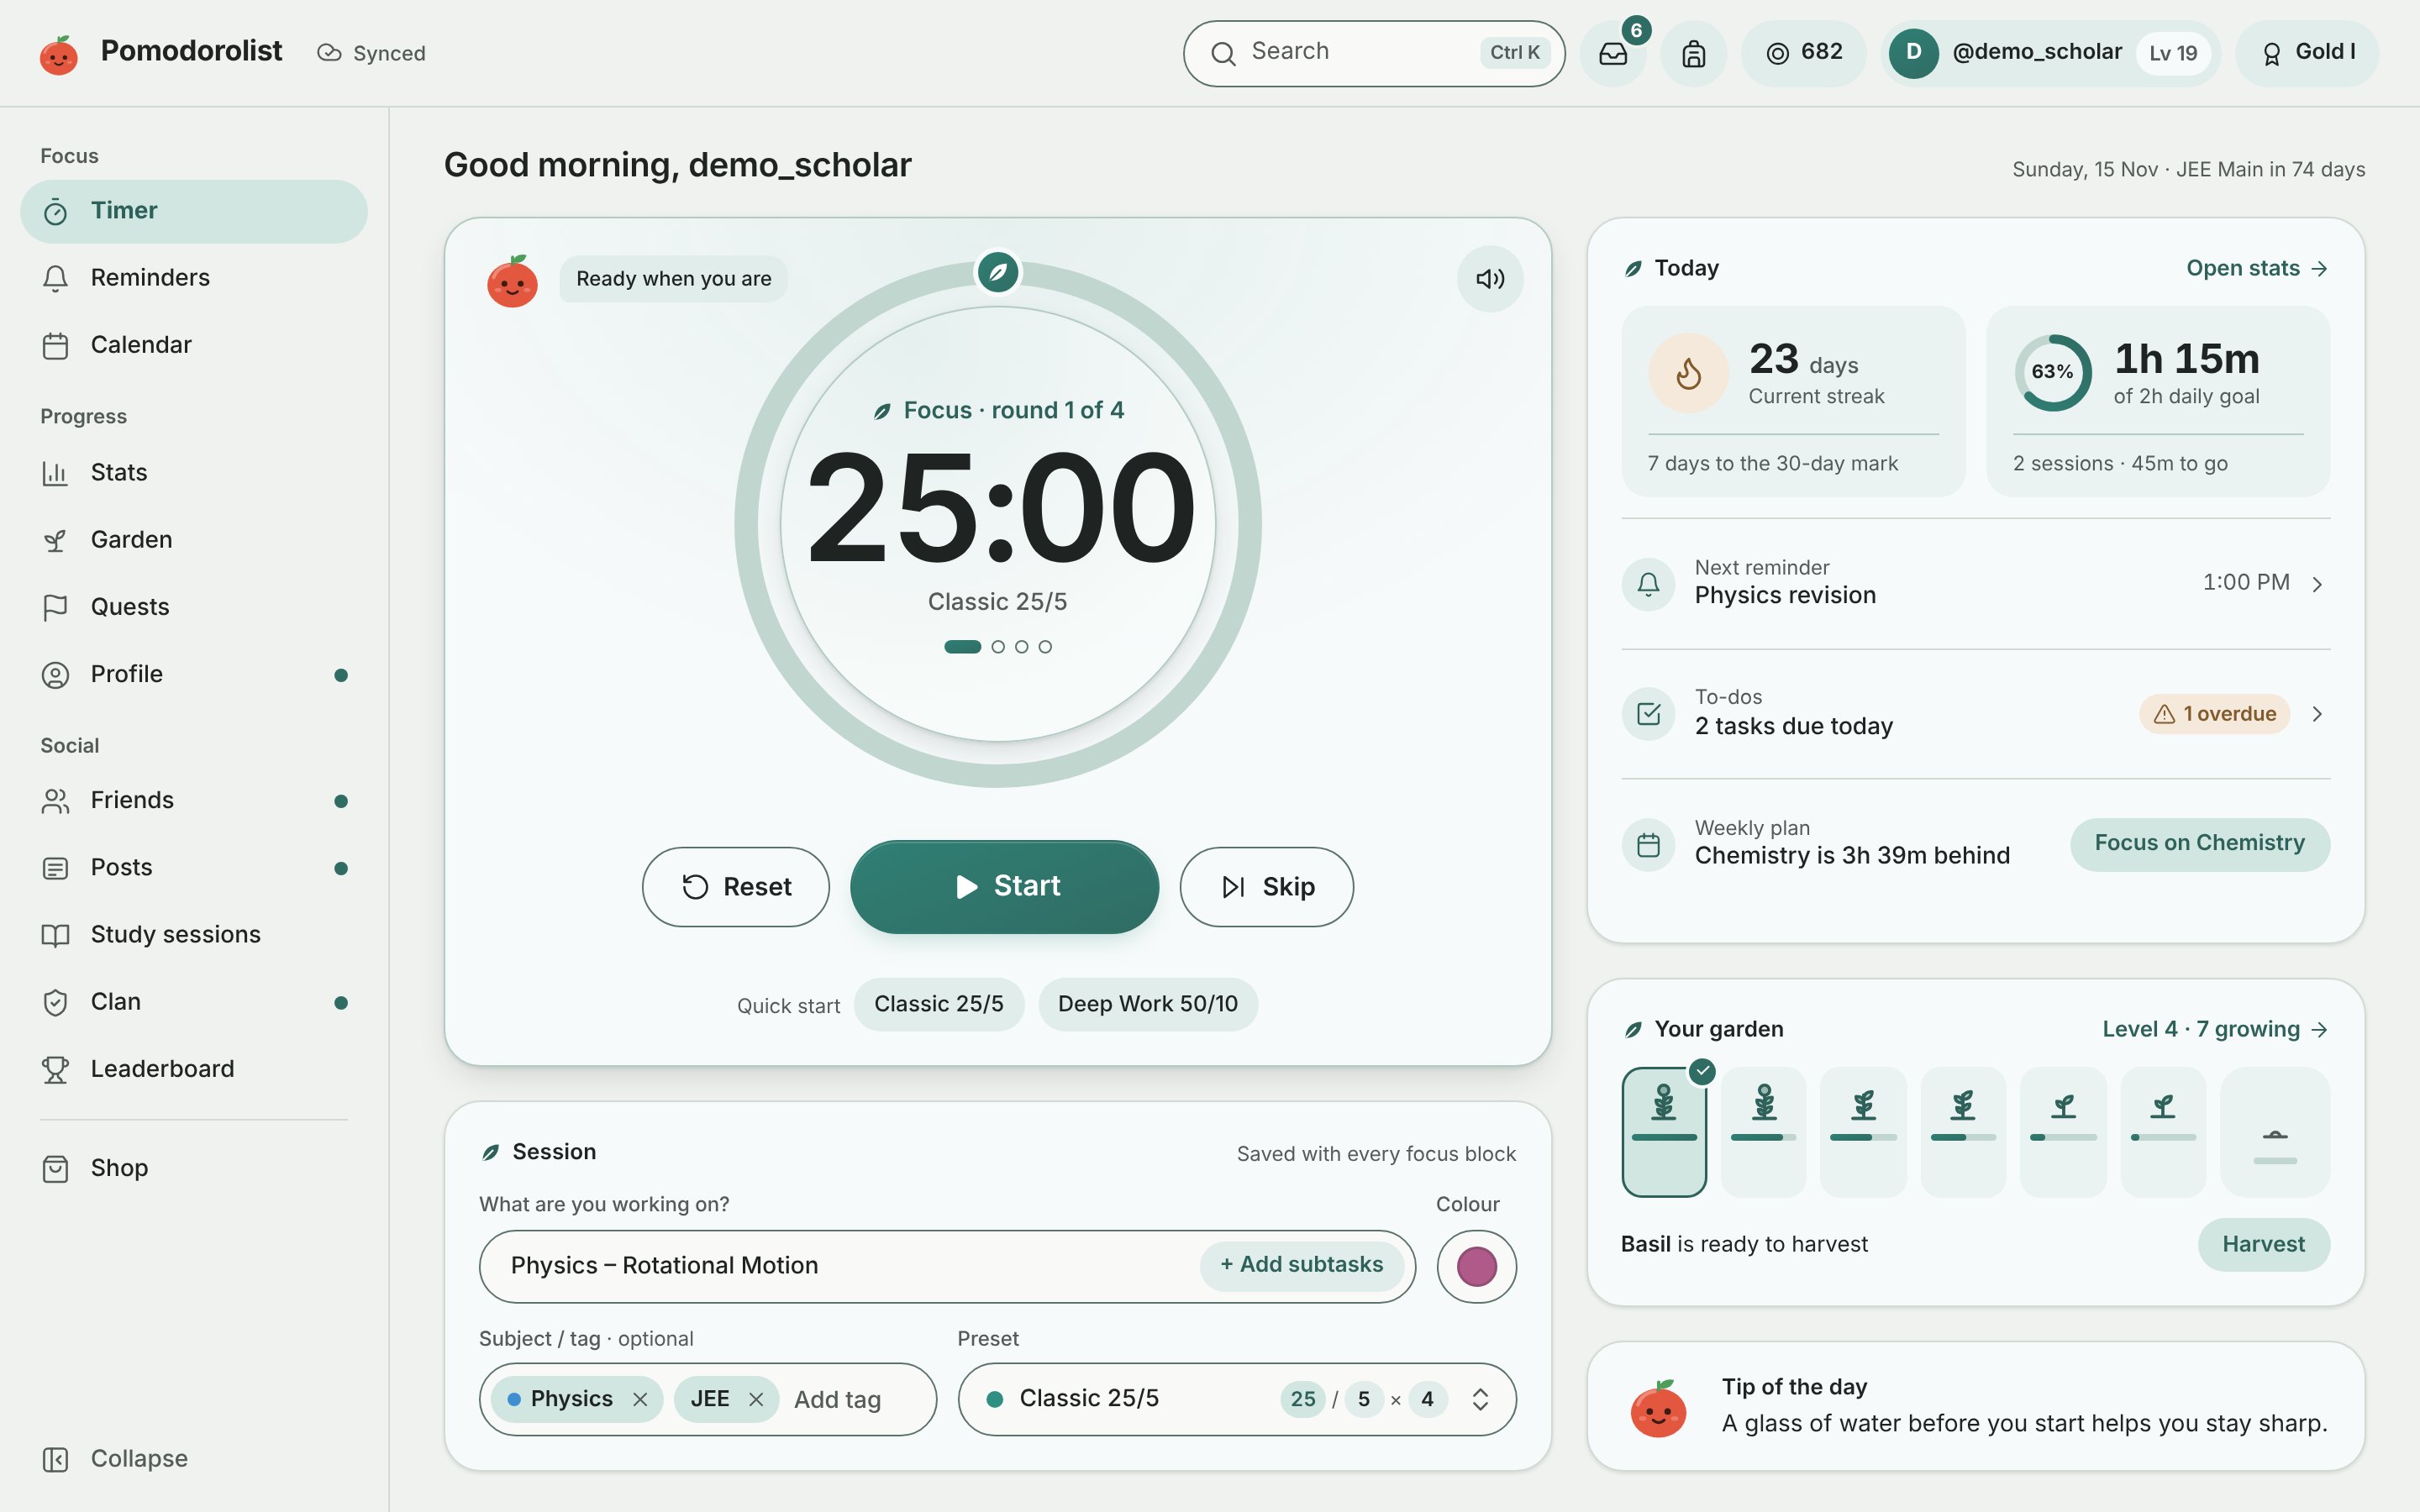 Pomodorolist
Synced
Search
Ctrl K
6
682
D
@demo_scholar
Lv 19
Gold I
Focus
Timer
Reminders
Calendar
Progress
Stats
Garden
Quests
Profile
Social
Friends
Posts
Study sessions
Clan
Leaderboard
Shop
Collapse
Good morning, demo_scholar
Sunday, 15 Nov · JEE Main in 74 days
Ready when you are
Focus · round 1 of 4
25:00
Classic 25/5
Reset
Start
Skip
Quick start
Classic 25/5
Deep Work 50/10
Session
Saved with every focus block
What are you working on?
Colour
Physics – Rotational Motion
+ Add subtasks
Subject / tag · optional
Preset
Physics
JEE
Add tag
Classic 25/5
25 / 5 × 4
Today
Open stats
23 days
Current streak
7 days to the 30-day mark
63%
1h 15m
of 2h daily goal
2 sessions · 45m to go
Next reminder
Physics revision
1:00 PM
To-dos
2 tasks due today
1 overdue
Weekly plan
Chemistry is 3h 39m behind
Focus on Chemistry
Your garden
Level 4 · 7 growing
Basil is ready to harvest
Harvest
Tip of the day
A glass of water before you start helps you stay sharp.